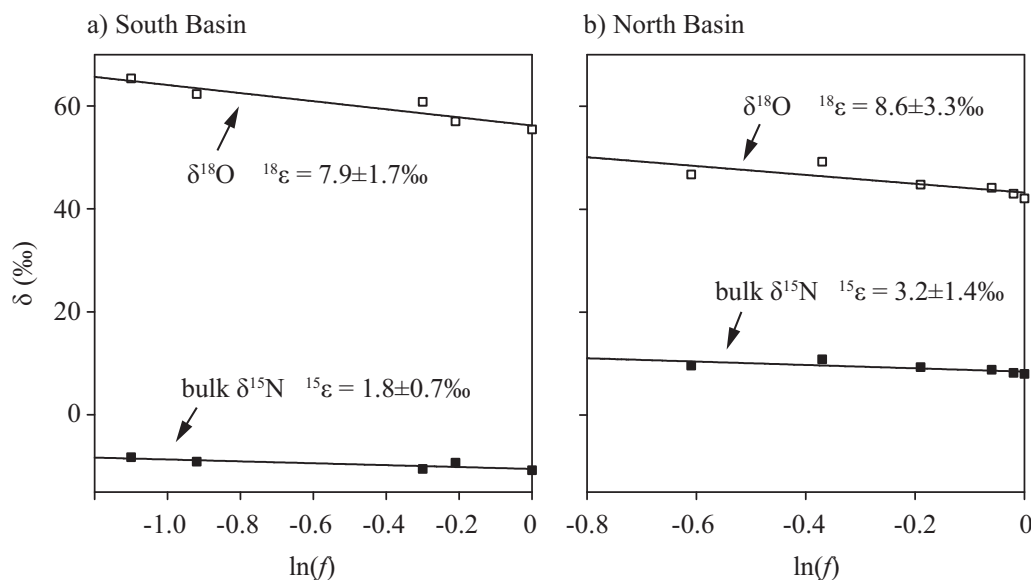 a) South Basin
b) North Basin
δ (‰)
60
40
20
0
δ¹⁸O ¹⁸ε = 7.9±1.7‰
bulk δ¹⁵N ¹⁵ε = 1.8±0.7‰
-1.0 -0.8 -0.6 -0.4 -0.2 0
ln(f)
δ¹⁸O ¹⁸ε = 8.6±3.3‰
bulk δ¹⁵N ¹⁵ε = 3.2±1.4‰
-0.8 -0.6 -0.4 -0.2 0
ln(f)